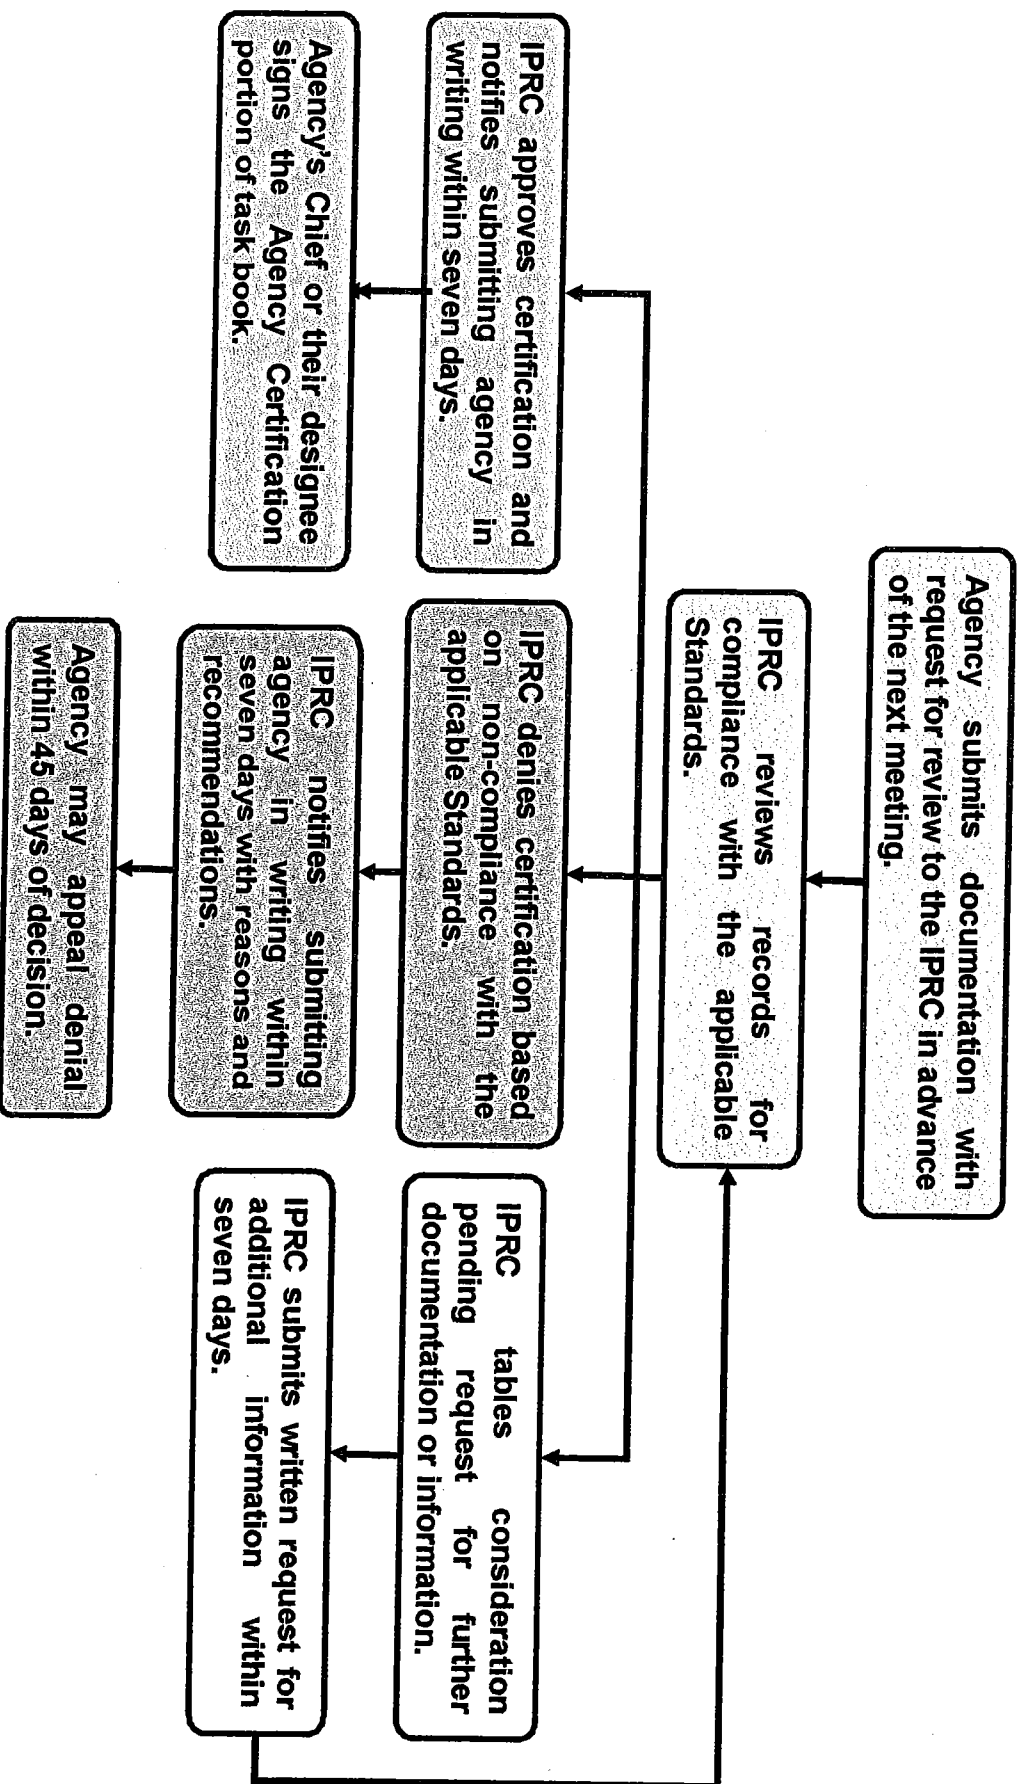 Agency submits documentation with
request for review to the IPRC in advance
of the next meeting.
IPRC reviews records for
compliance with the applicable
Standards.
IPRC approves certification and
notifies submitting agency in
writing within seven days.
Agency's Chief or their designee
signs the Agency Certification
portion of task book.
IPRC denies certification based
on non-compliance with the
applicable Standards.
IPRC notifies submitting
agency in writing within
seven days with reasons and
recommendations.
Agency may appeal denial
within 45 days of decision.
IPRC tables consideration
pending request for further
documentation or information.
IPRC submits written request for
additional information within
seven days.